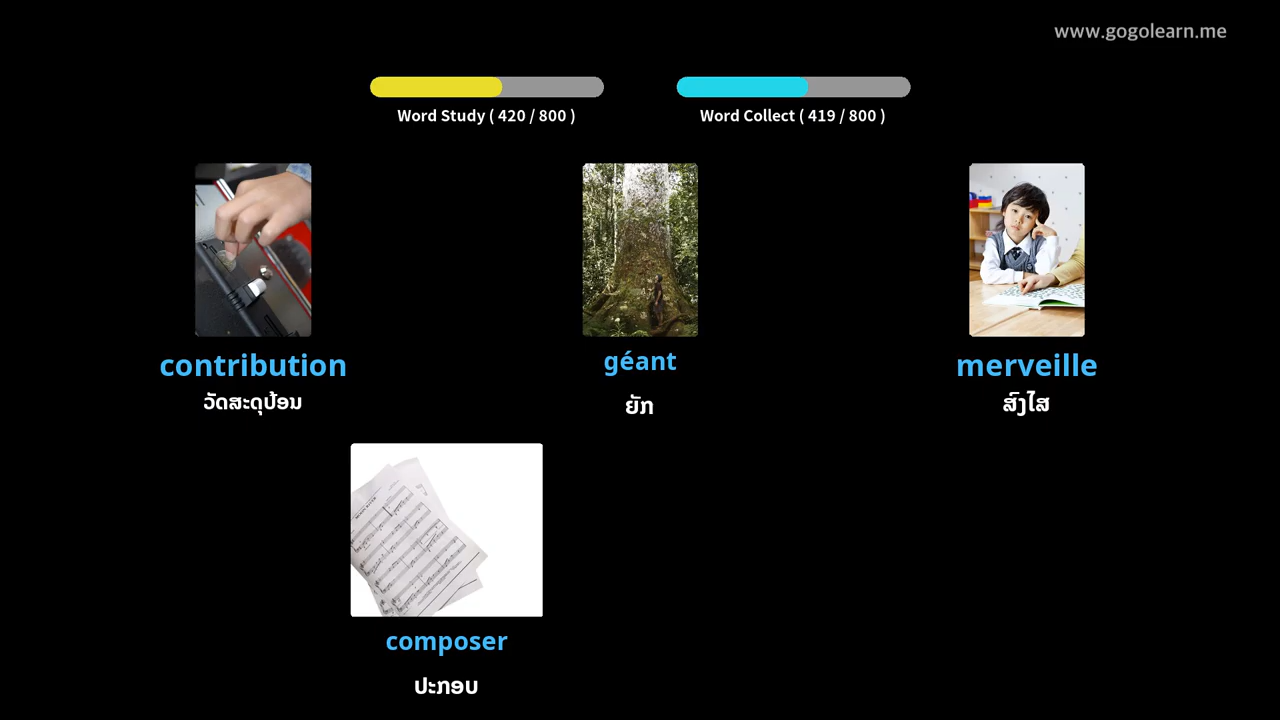 www.gogolearn.me
Word Study ( 420 / 800 )
Word Collect ( 419 / 800 )
contribution
ວັດສະດຸປ້ອນ
géant
ຍັກ
merveille
ສົງໄສ
composer
ປະກອບ